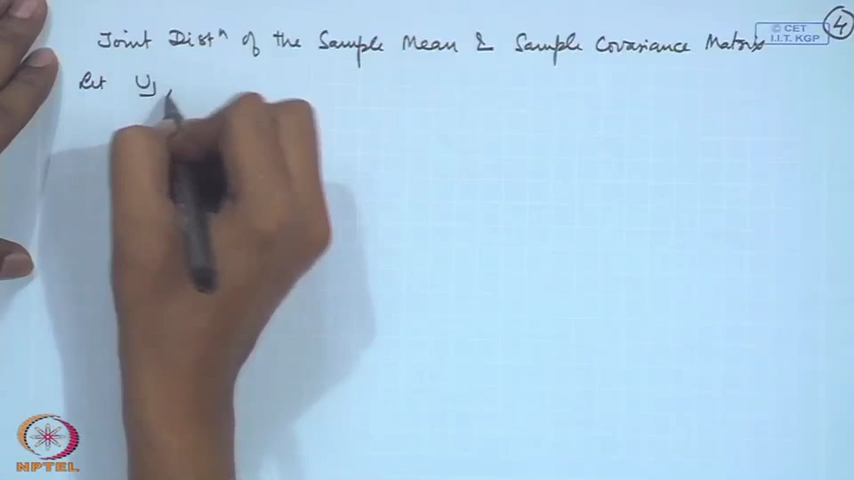 Joint Distⁿ of the Sample Mean & Sample Covariance Matrix
© CET
I.I.T. KGP
4
Let U
NPTEL